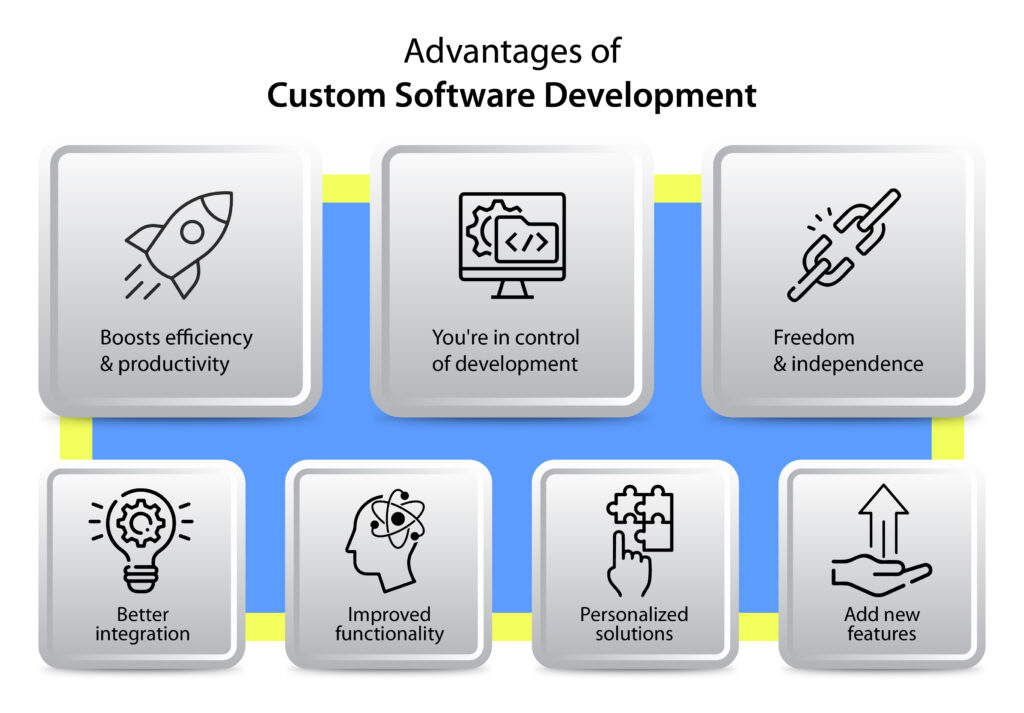 Advantages of
Custom Software Development
Boosts efficiency
& productivity
You're in control
of development
Freedom
& independence
Better
integration
Improved
functionality
Personalized
solutions
Add new
features